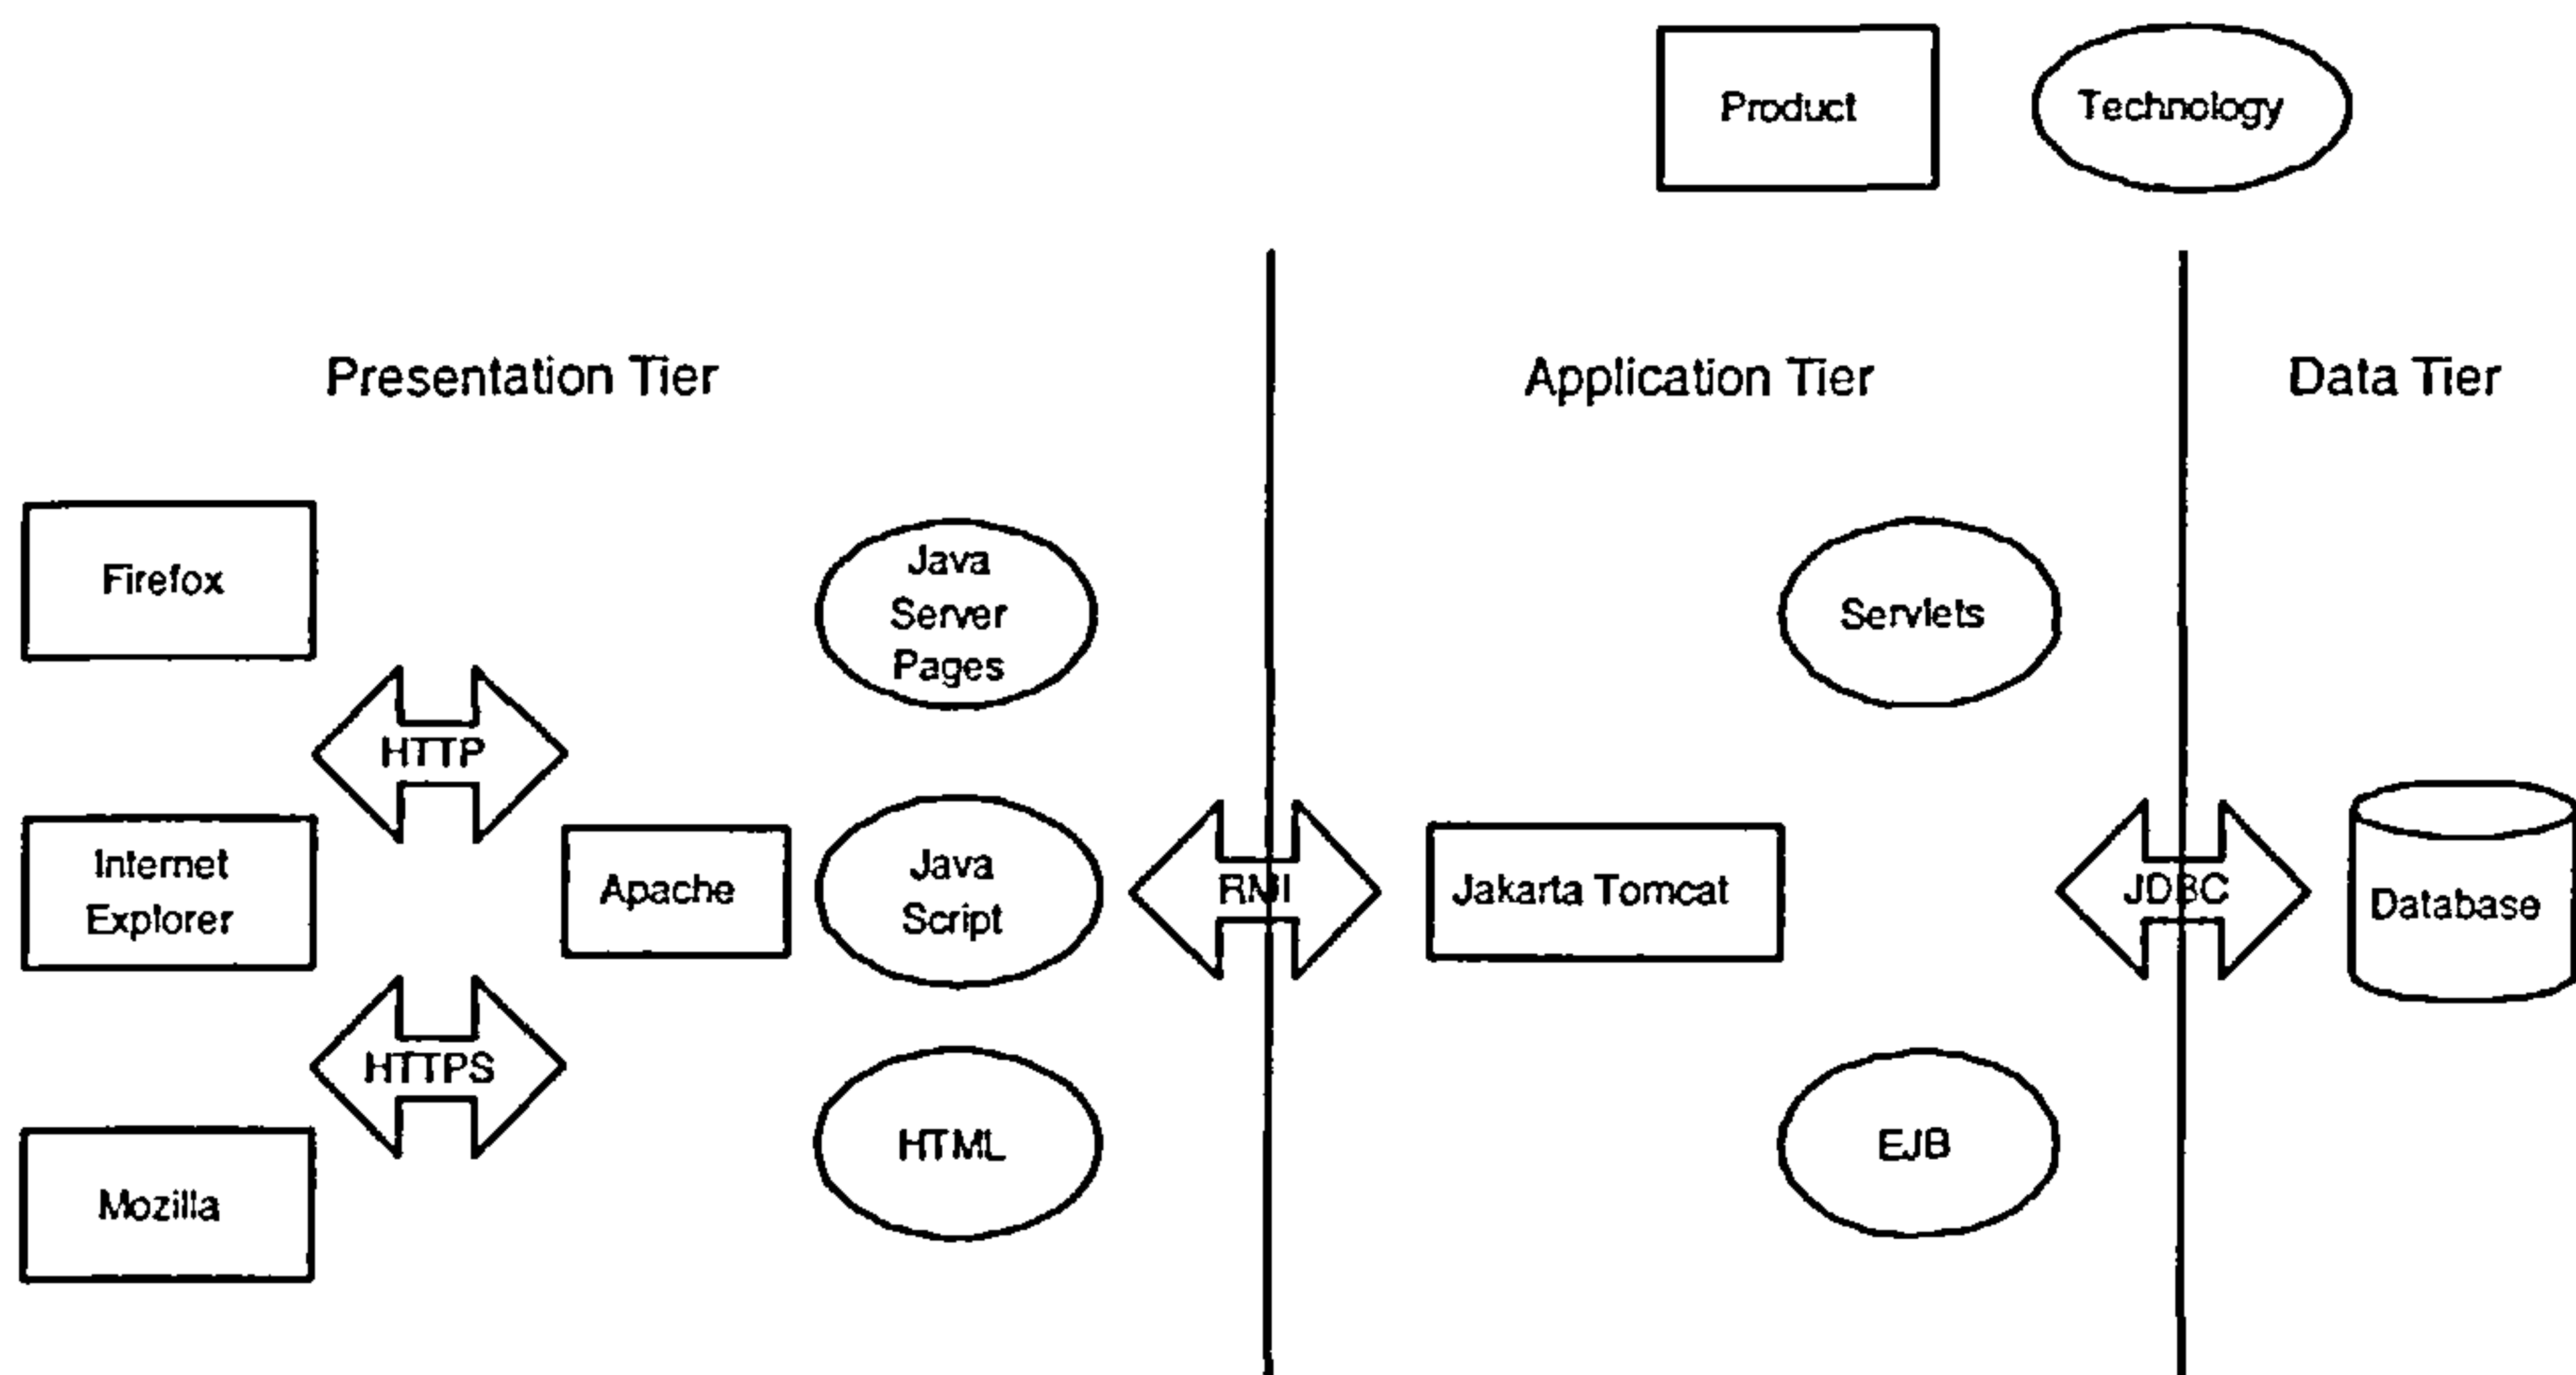 Product
Technology
Presentation Tier
Application Tier
Data Tier
Firefox
Java
Server
Pages
Servlets
HTTP
Internet
Explorer
Apache
Java
Script
RMI
Jakarta Tomcat
JDBC
Database
HTTPS
HTML
EJB
Mozilla